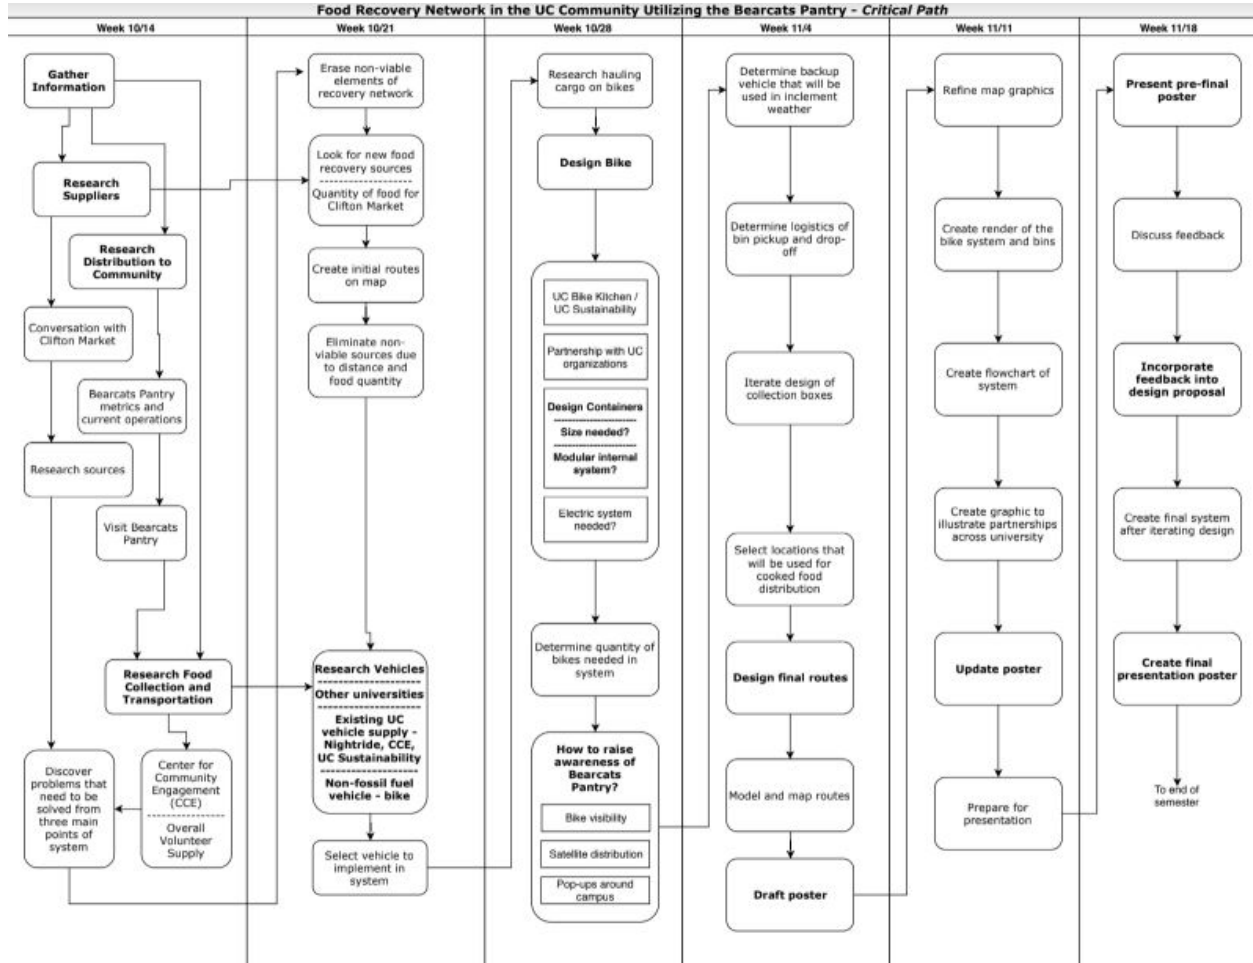 Food Recovery Network in the UC Community Utilizing the Bearcats Pantry - Critical Path
Week 10/14
Gather
Information
Research
Suppliers
Research
Distribution to
Community
Conversation with
Clifton Market
Bearcats Pantry
metrics and
current operations
Research sources
Visit Bearcats
Pantry
Research Food
Collection and
Transportation
Discover
problems that
need to be
solved from
three main
points of
system
Center for
Community
Engagement
(CCE)
Overall
Volunteer
Supply
Week 10/21
Erase non-viable
elements of
recovery network
Look for new food
recovery sources
Quantity of food for
Clifton Market
Create initial routes
on map
Eliminate non-
viable sources due
to distance and
food quantity
Research Vehicles
Other universities
Existing UC
vehicle supply -
Nightride, CCE,
UC Sustainability
Non-fossil fuel
vehicle - bike
Select vehicle to
implement in
system
Week 10/28
Research hauling
cargo on bikes
Design Bike
UC Bike Kitchen /
UC Sustainability
Partnership with UC
organizations
Design Containers
Size needed?
Modular internal
system?
Electric system
needed?
Determine quantity of
bikes needed in
system
How to raise
awareness of
Bearcats
Pantry?
Bike visibility
Satellite distribution
Pop-ups around
campus
Week 11/4
Determine backup
vehicle that will be
used in inclement
weather
Determine logistics of
bin pickup and drop-
off
Iterate design of
collection boxes
Select locations that
will be used for
cooked food
distribution
Design final routes
Model and map routes
Draft poster
Week 11/11
Refine map graphics
Create render of the
bike system and bins
Create flowchart of
system
Create graphic to
illustrate partnerships
across university
Update poster
Prepare for
presentation
Week 11/18
Present pre-final
poster
Discuss feedback
Incorporate
feedback into
design proposal
Create final system
after iterating design
Create final
presentation poster
To end of
semester